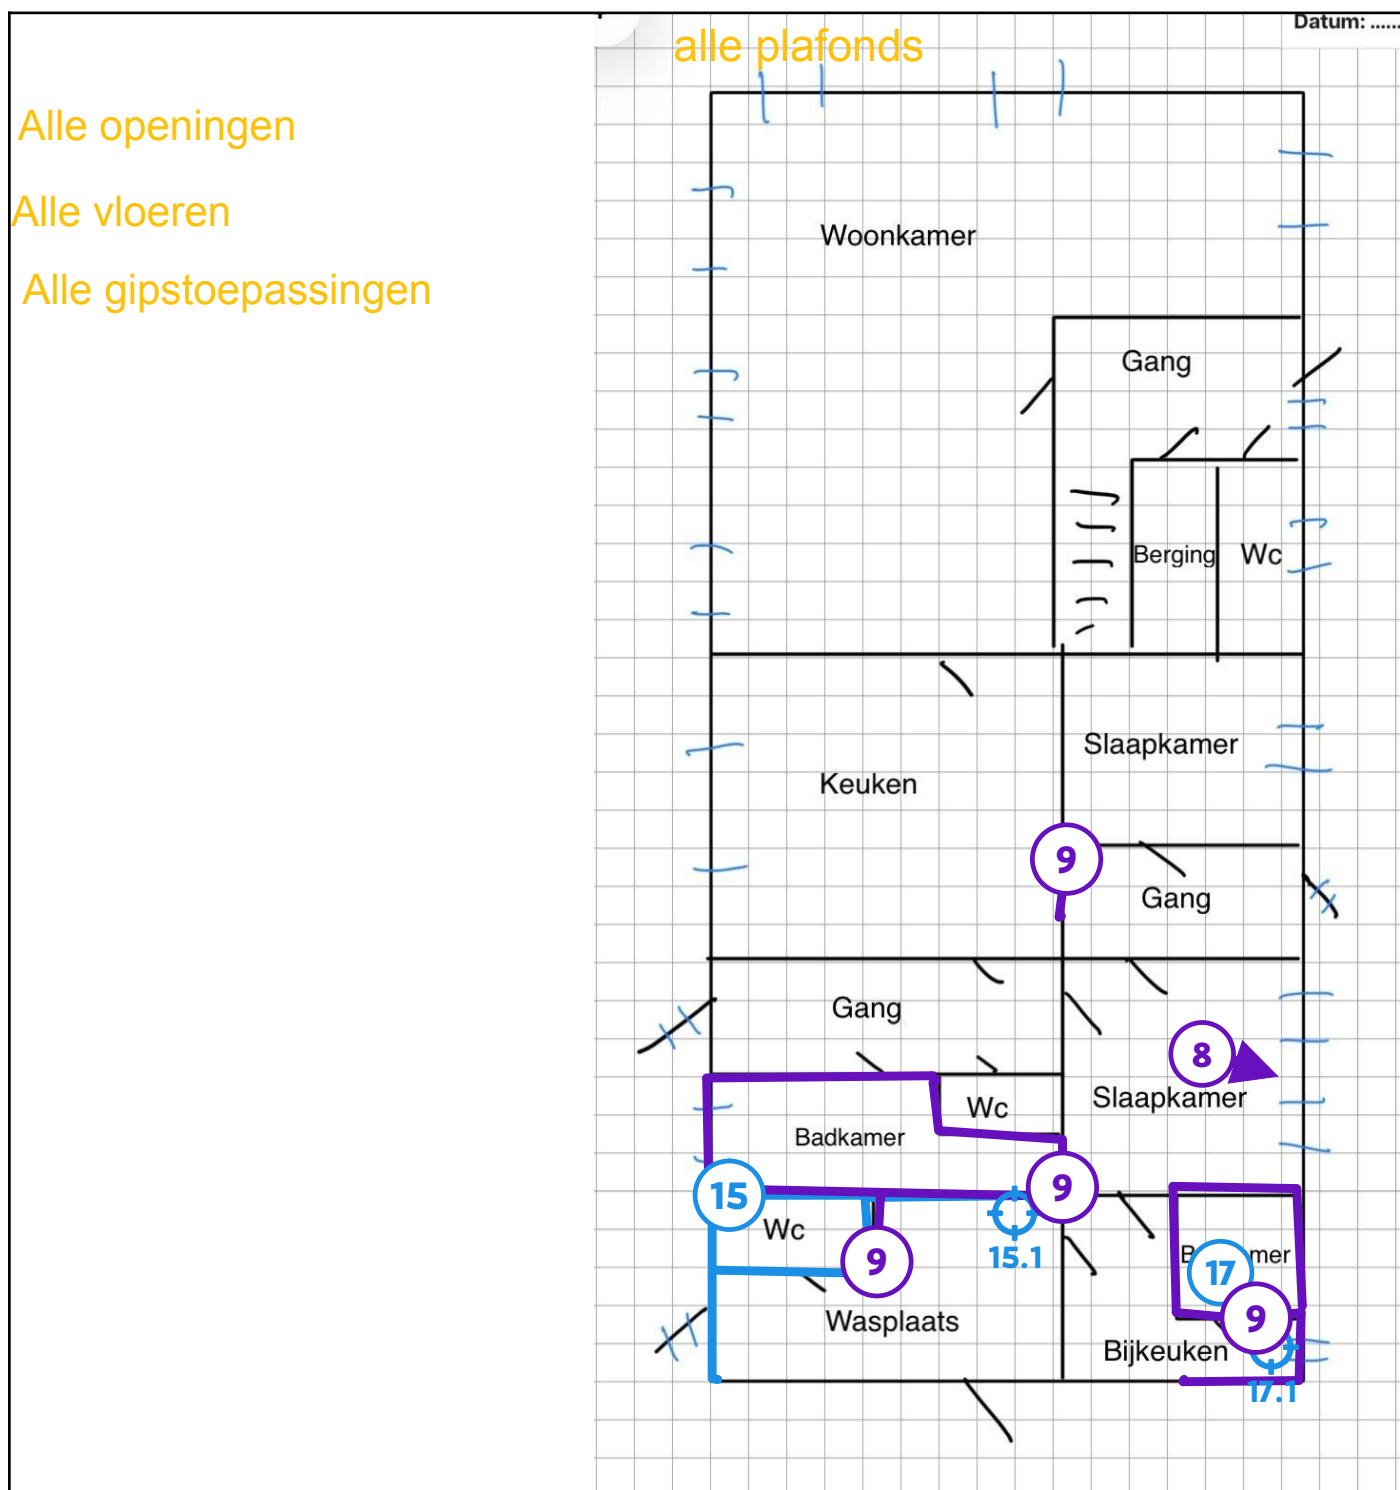 Datum: ......
alle plafonds
Alle openingen
Alle vloeren
Alle gipstoepassingen
Woonkamer
Gang
Berging
Wc
Slaapkamer
Keuken
9
Gang
Gang
8
Slaapkamer
Wc
Badkamer
15
9
Wc
15.1
9
17
Wasplaats
9
Bijkeuken
17.1